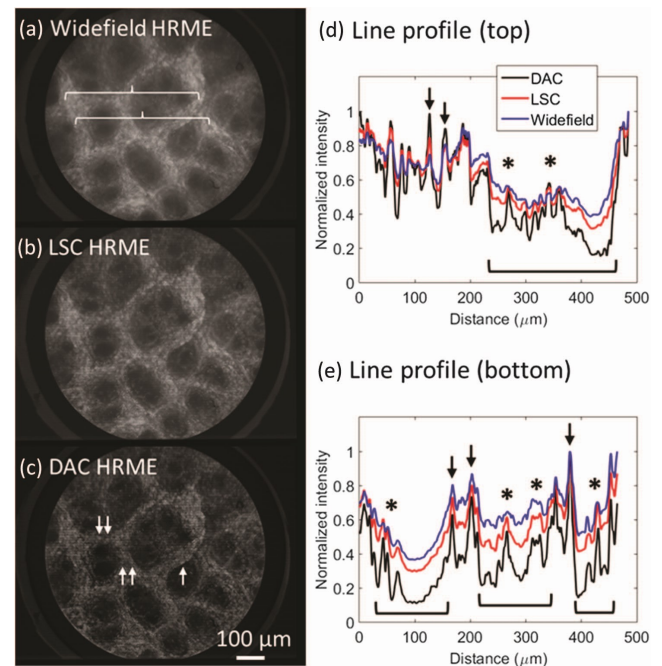 (a) Widefield HRME
(b) LSC HRME
(c) DAC HRME
100 μm
(d) Line profile (top)
DAC
LSC
Widefield
Normalized intensity
1
0.8
0.6
0.4
0.2
0
* *
0 100 200 300 400 500
Distance (μm)
(e) Line profile (bottom)
Normalized intensity
1
0.8
0.6
0.4
0.2
0
* * * *
0 100 200 300 400 500
Distance (μm)